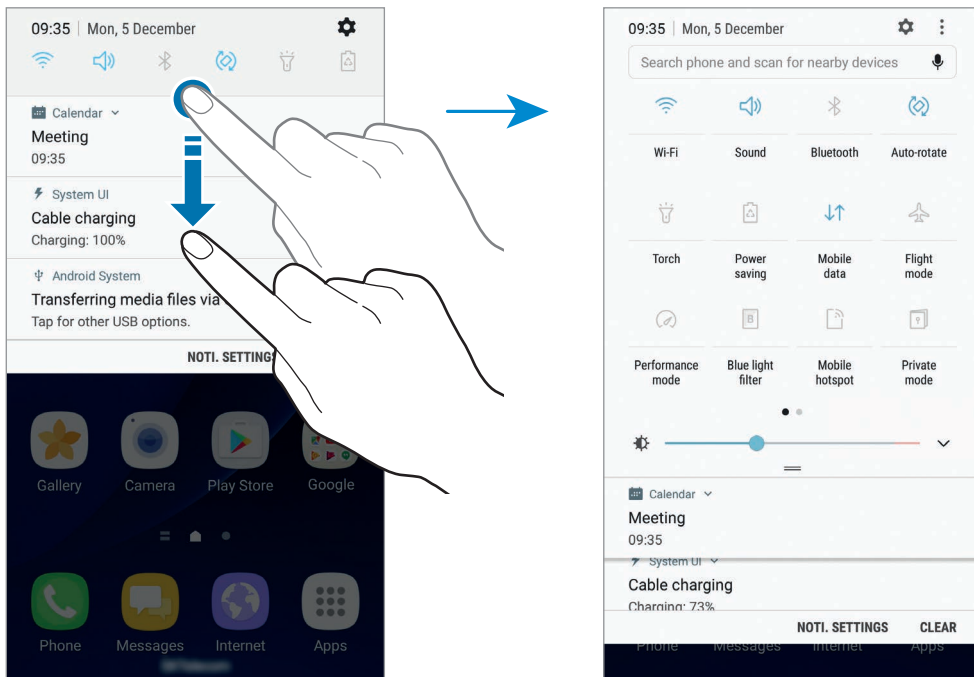 09:35 | Mon, 5 December
Calendar
Meeting
09:35
System UI
Cable charging
Charging: 100%
Android System
Transferring media files via
Tap for other USB options.
NOTI. SETTINGS
Gallery Camera Play Store Google
Phone Messages Internet Apps
09:35 | Mon, 5 December
Search phone and scan for nearby devices
Wi-Fi Sound Bluetooth Auto-rotate
Torch Power saving Mobile data Flight mode
Performance mode Blue light filter Mobile hotspot Private mode
Calendar
Meeting
09:35
System UI
Cable charging
Charging: 73%
NOTI. SETTINGS CLEAR
Phone Messages Internet Apps